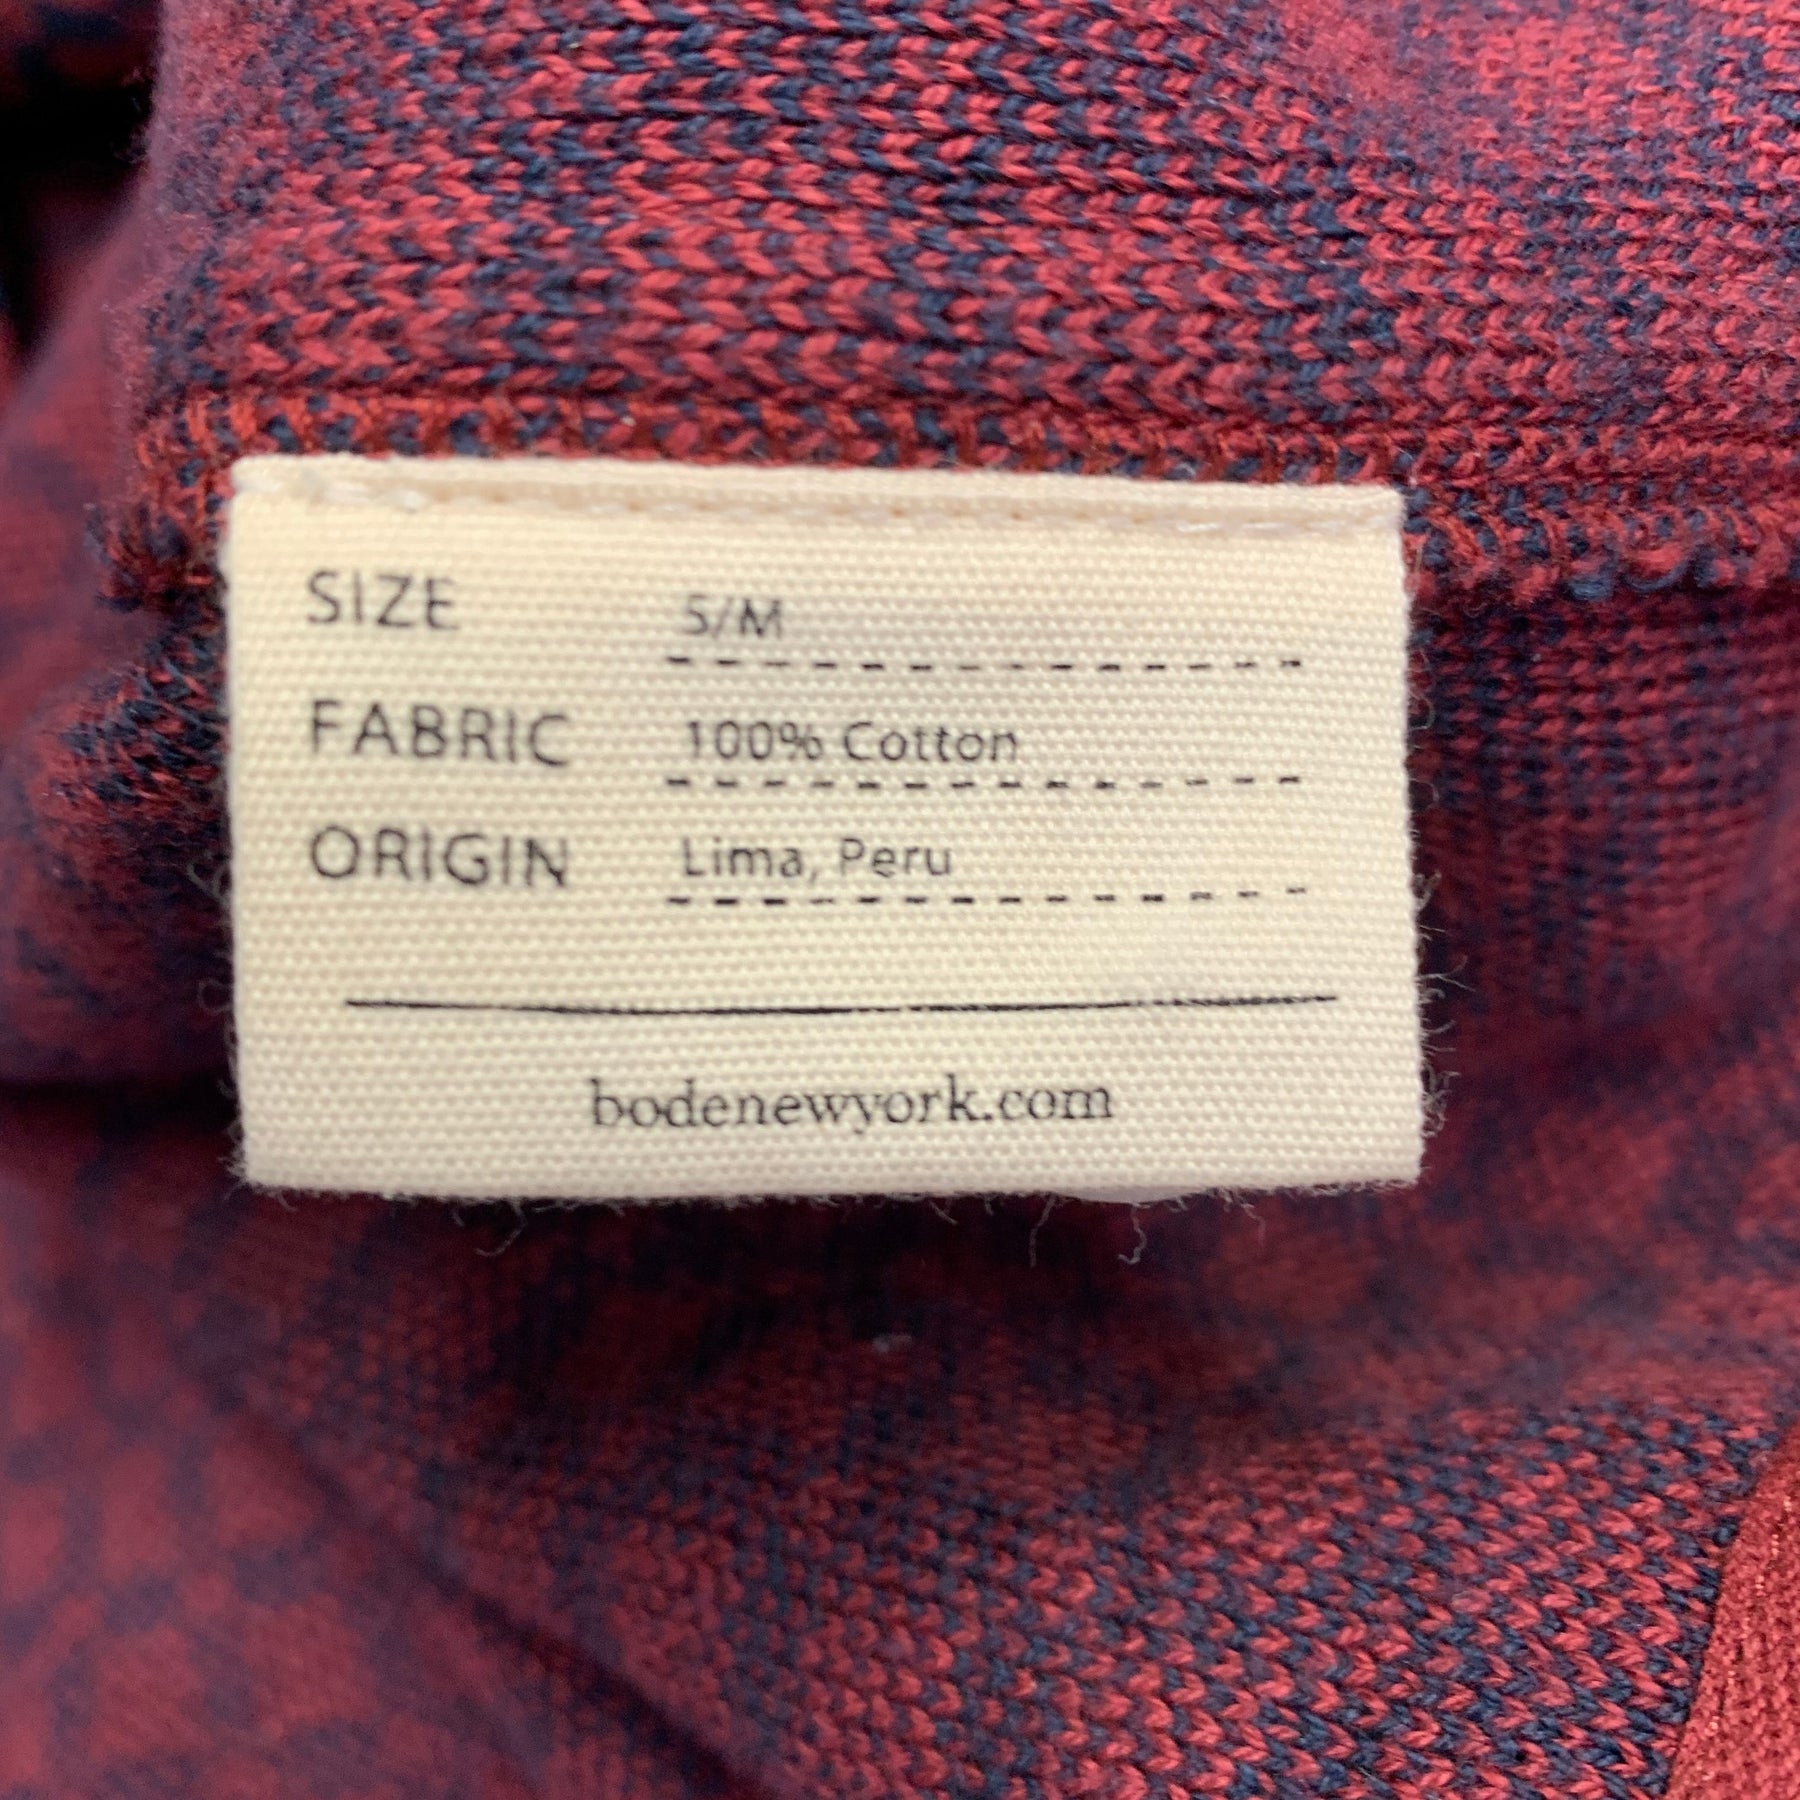 SIZE S/M
FABRIC 100% Cotton
ORIGIN Lima, Peru
bodenewyork.com